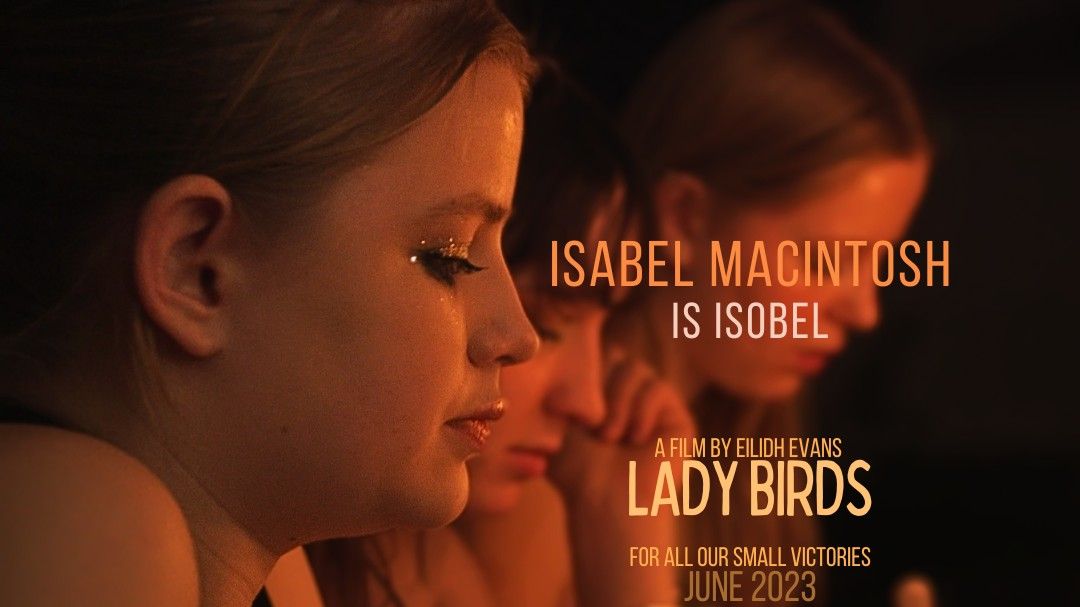 ISABEL MACINTOSH
IS ISOBEL
A FILM BY EILIDH EVANS
LADY BIRDS
FOR ALL OUR SMALL VICTORIES
JUNE 2023